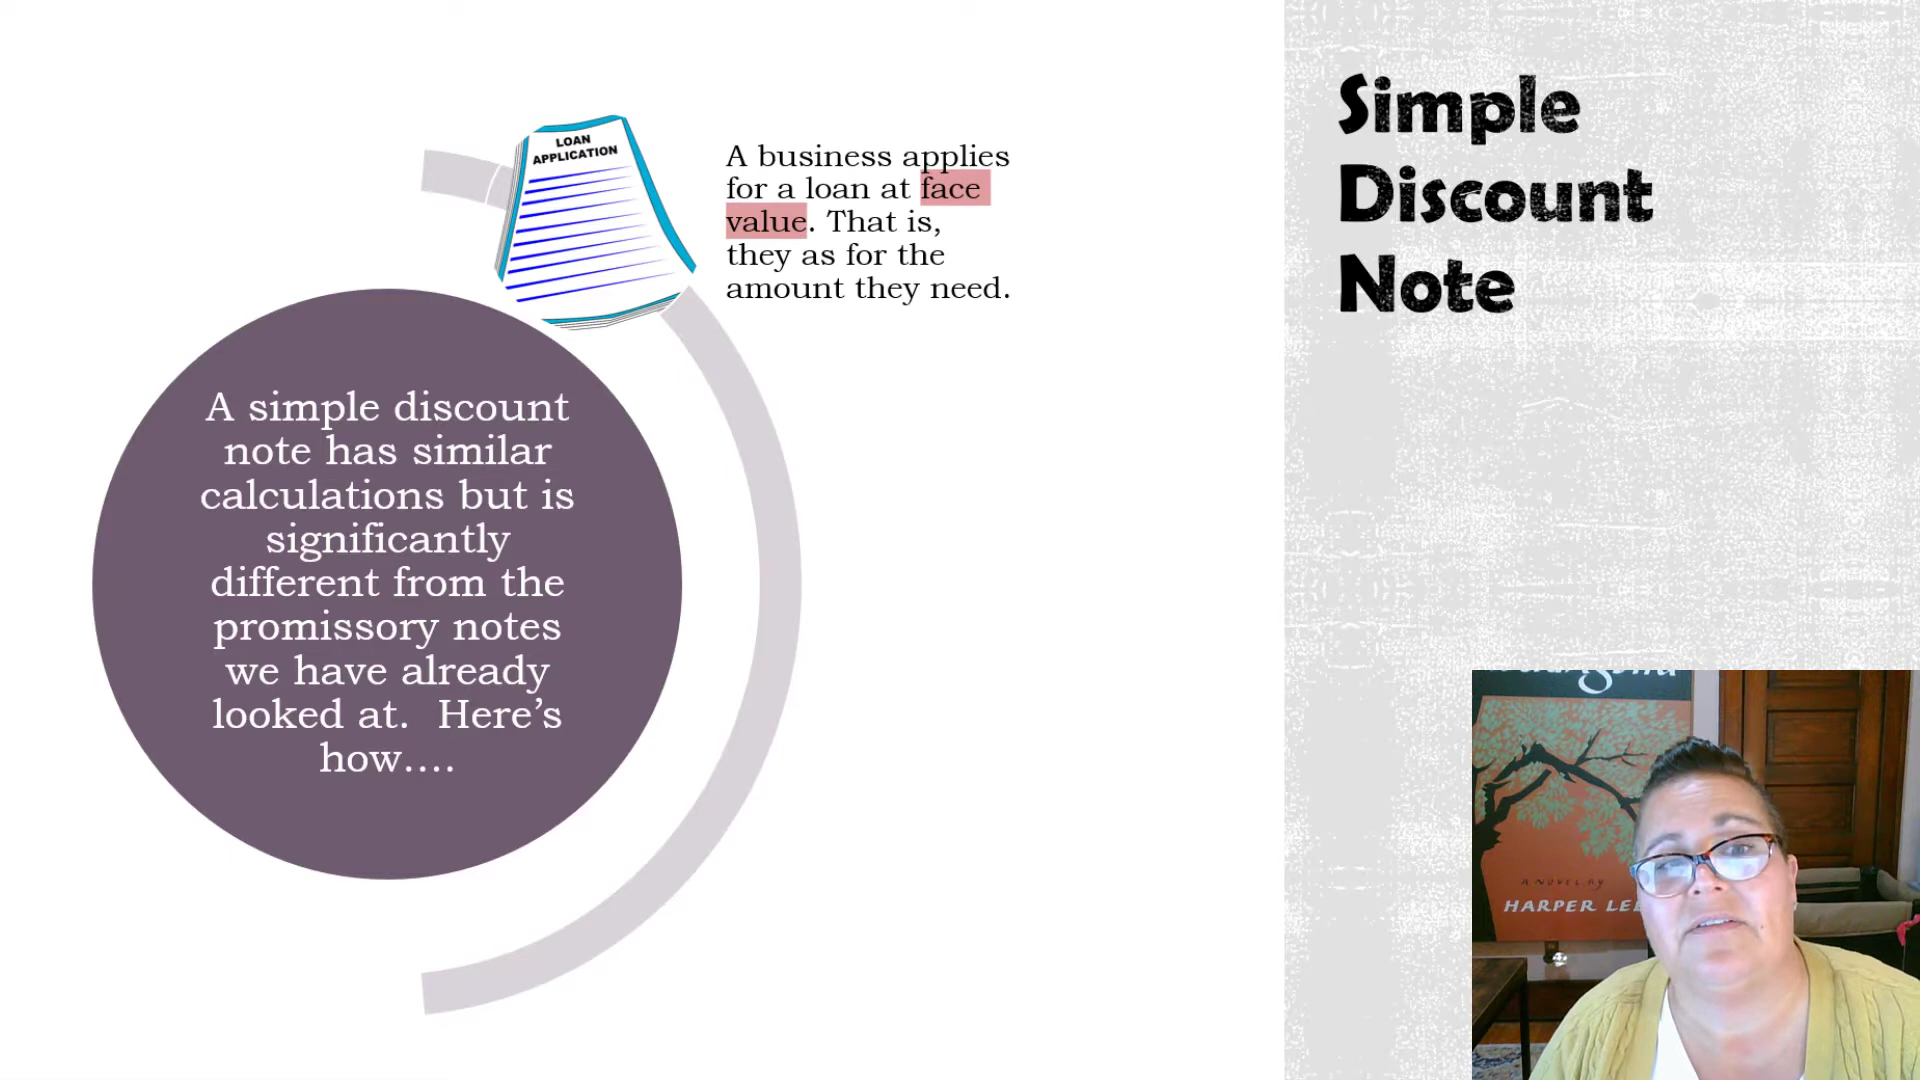 Simple
Discount
Note
LOAN
APPLICATION
A business applies
for a loan at face
value. That is,
they as for the
amount they need.
A simple discount
note has similar
calculations but is
significantly
different from the
promissory notes
we have already
looked at.  Here's
how....
A NOVEL BY
HARPER LEE